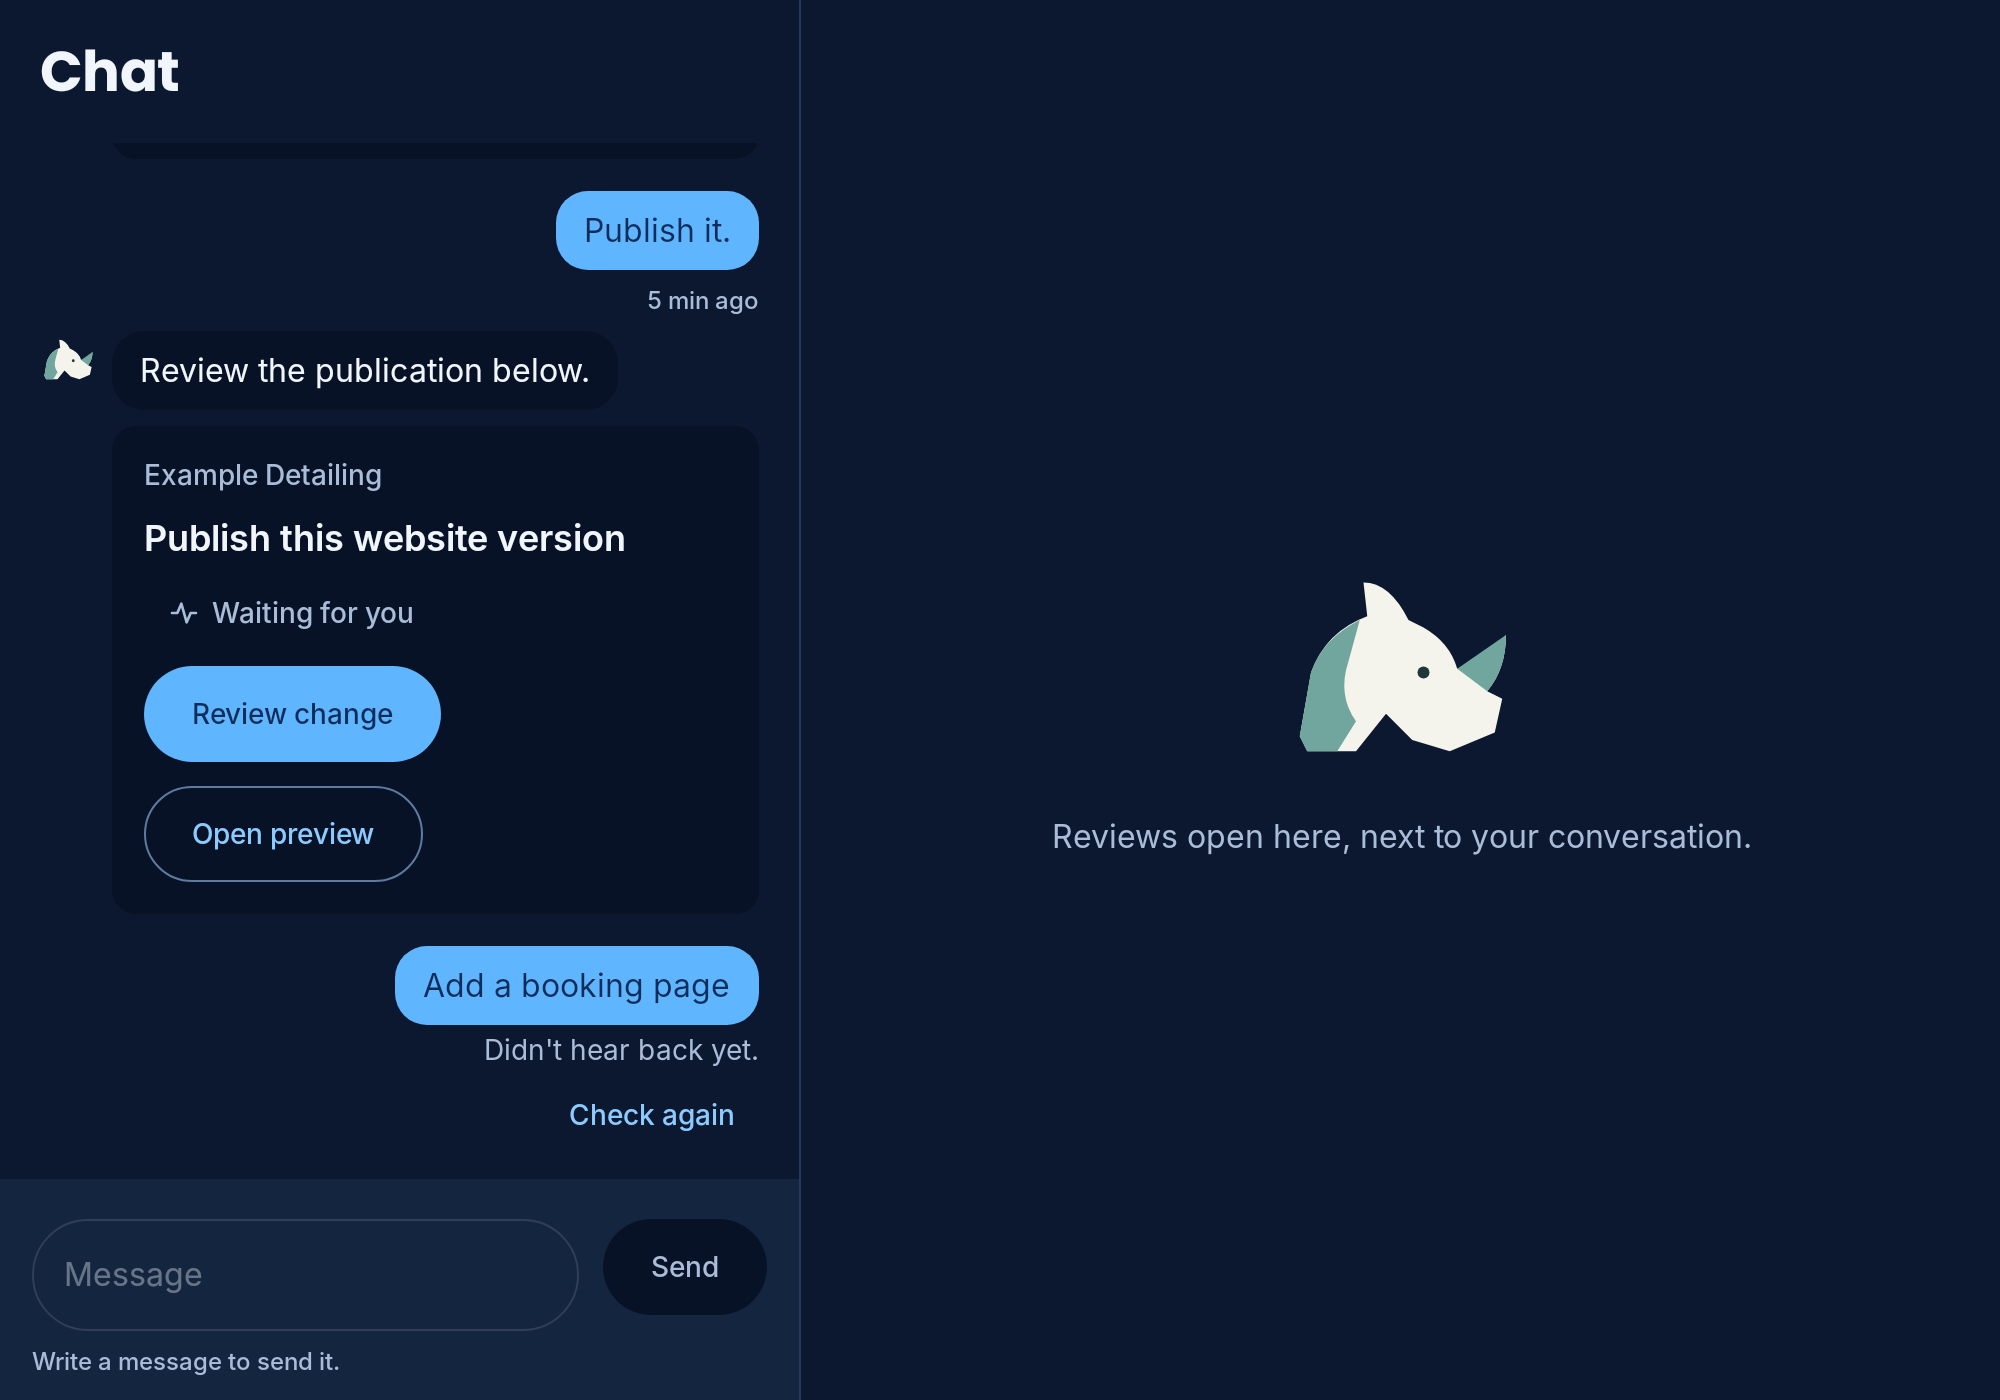 Chat
Publish it.
5 min ago
Review the publication below.
Example Detailing
Publish this website version
Waiting for you
Review change
Open preview
Add a booking page
Didn't hear back yet.
Check again
Message
Send
Write a message to send it.
Reviews open here, next to your conversation.